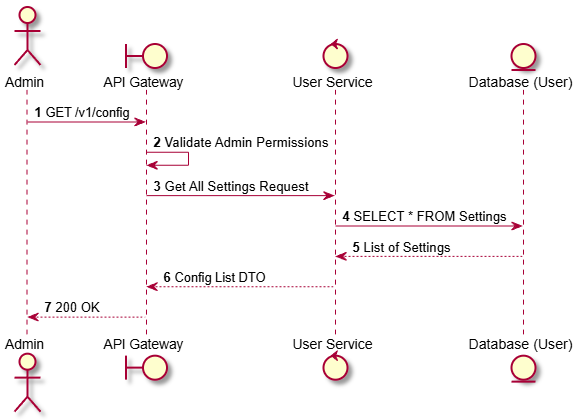 Admin
API Gateway
User Service
Database (User)
1 GET /v1/config
2 Validate Admin Permissions
3 Get All Settings Request
4 SELECT * FROM Settings
5 List of Settings
6 Config List DTO
7 200 OK
Admin
API Gateway
User Service
Database (User)